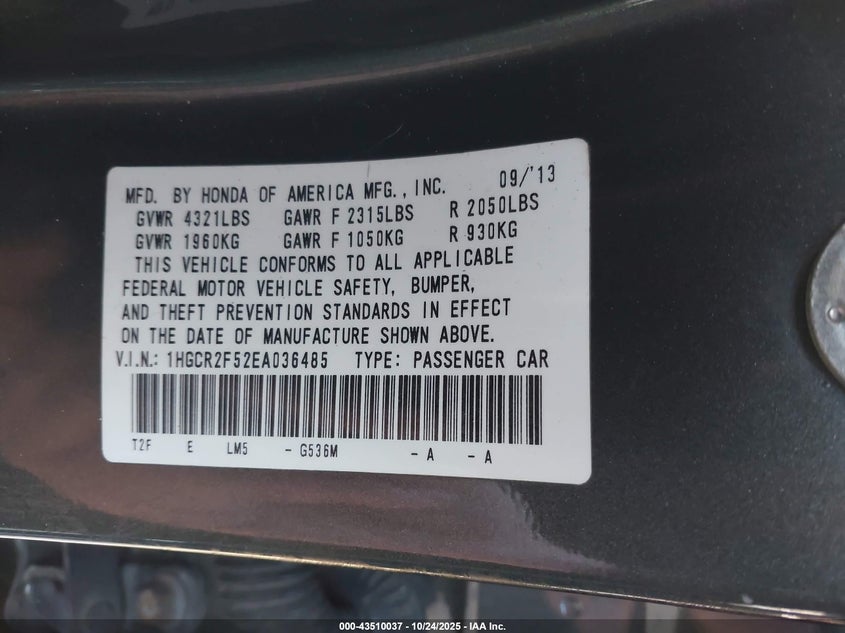 MFD. BY HONDA OF AMERICA MFG., INC. 09/'13
GVWR 4321LBS GAWR F 2315LBS R 2050LBS
GVWR 1960KG GAWR F 1050KG R 930KG
THIS VEHICLE CONFORMS TO ALL APPLICABLE
FEDERAL MOTOR VEHICLE SAFETY, BUMPER,
AND THEFT PREVENTION STANDARDS IN EFFECT
ON THE DATE OF MANUFACTURE SHOWN ABOVE.
V.I.N.: 1HGCR2F52EA036485 TYPE: PASSENGER CAR
T2F E LM5 - G536M - A - A
000-43510037 - 10/24/2025 - IAA Inc.